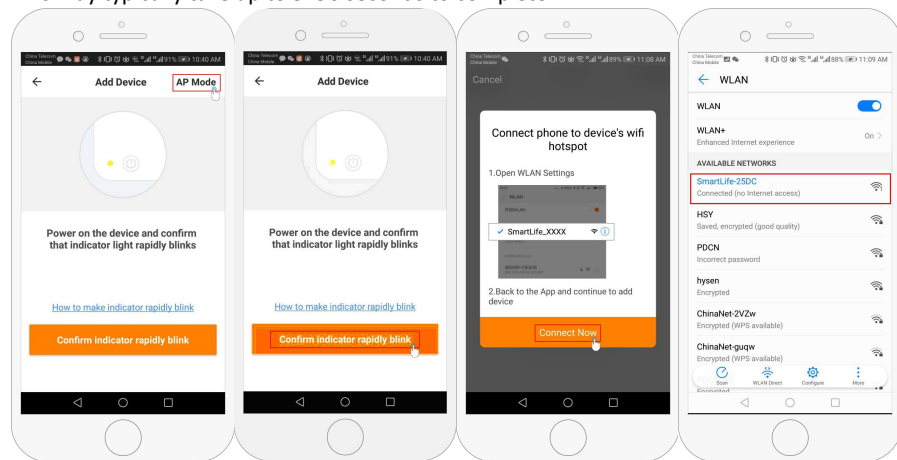 China Telecom
China Mobile
91% 10:40 AM
Add Device
AP Mode
Power on the device and confirm
that indicator light rapidly blinks
How to make indicator rapidly blink
Confirm indicator rapidly blink
China Telecom
China Mobile
91% 10:40 AM
Add Device
Power on the device and confirm
that indicator light rapidly blinks
How to make indicator rapidly blink
Confirm indicator rapidly blink
China Telecom
China Mobile
89% 11:08 AM
Cancel
Connect phone to device's wifi
hotspot
1.Open WLAN Settings
WLAN
SmartLife_XXXX
2.Back to the App and continue to add
device
Connect Now
China Telecom
China Mobile
88% 11:09 AM
WLAN
WLAN
WLAN+
Enhanced Internet experience
On
AVAILABLE NETWORKS
SmartLife-25DC
Connected (no Internet access)
HSY
Saved, encrypted (good quality)
PDCN
Incorrect password
hysen
Encrypted
ChinaNet-2VZw
Encrypted (WPS available)
ChinaNet-guqw
Encrypted (WPS available)
Scan
WLAN Direct
Configure
More